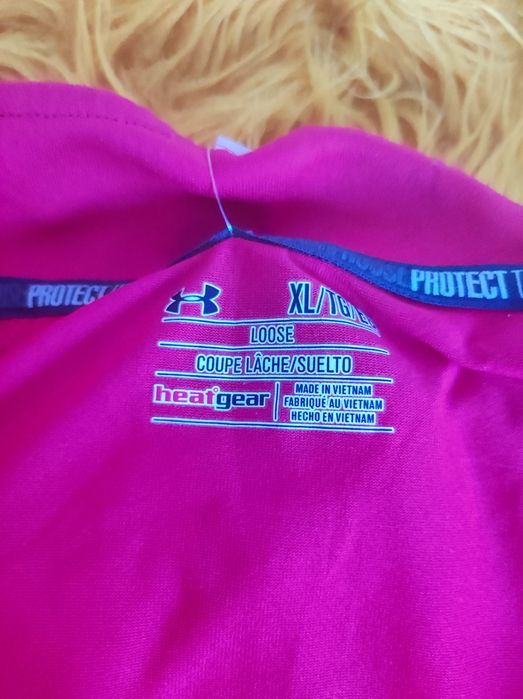 PROTECT
PROTECT T
XL/TG/
LOOSE
COUPE LÂCHE/SUELTO
heatgear
MADE IN VIETNAM
FABRIQUÉ AU VIETNAM
HECHO EN VIETNAM